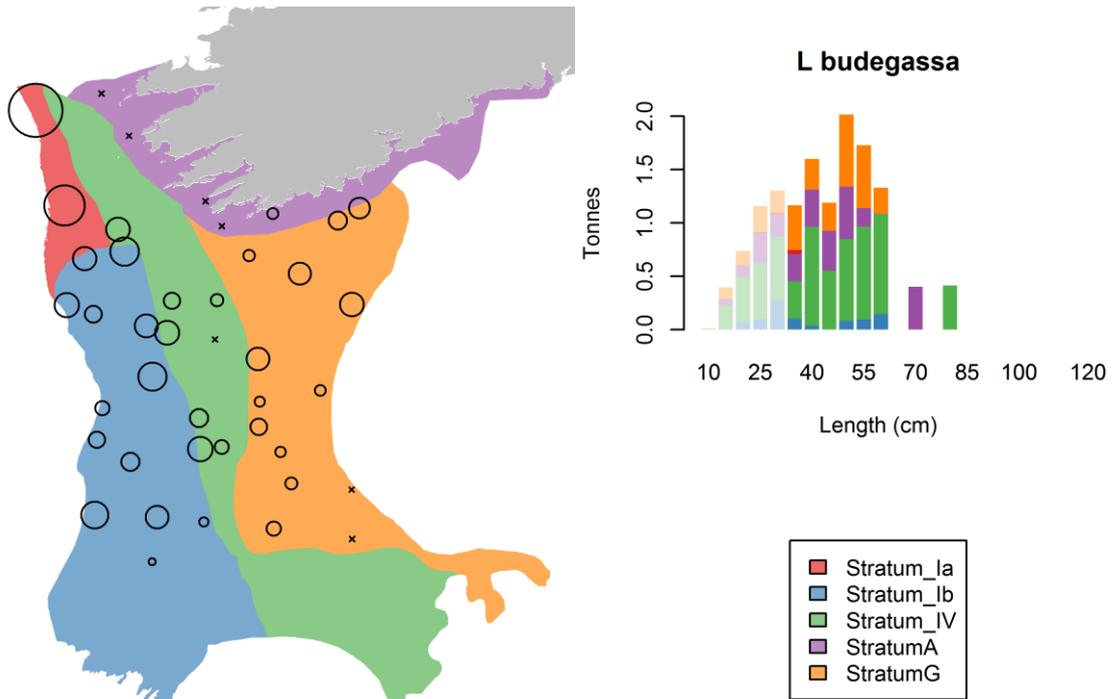 L budegassa
Tonnes
2.0
1.5
1.0
0.5
0.0
10 25 40 55 70 85 100 120
Length (cm)
Stratum_Ia
Stratum_Ib
Stratum_IV
StratumA
StratumG